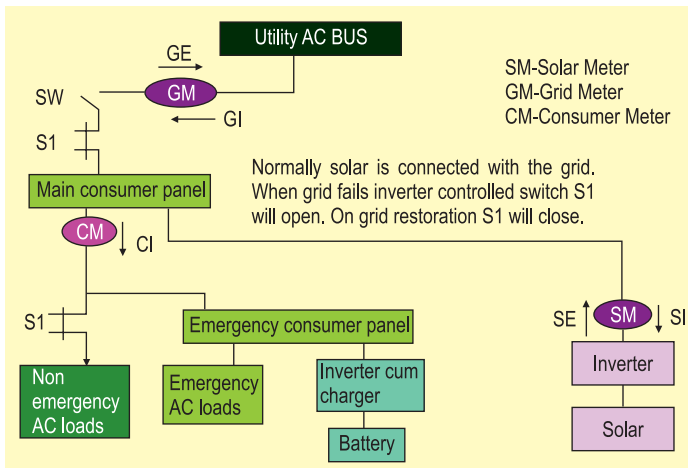 Utility AC BUS
GE
SM-Solar Meter
GM-Grid Meter
CM-Consumer Meter
SW
GM
GI
S1
Normally solar is connected with the grid.
When grid fails inverter controlled switch S1
will open. On grid restoration S1 will close.
Main consumer panel
CM
CI
S1
Emergency consumer panel
SE
SM
SI
Non
emergency
AC loads
Emergency
AC loads
Inverter cum
charger
Battery
Inverter
Solar